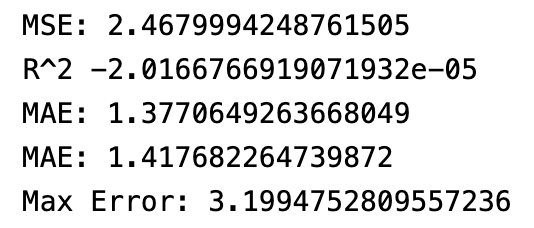 MSE: 2.4679994248761505
R^2 -2.0166766919071932e-05
MAE: 1.3770649263668049
MAE: 1.417682264739872
Max Error: 3.1994752809557236